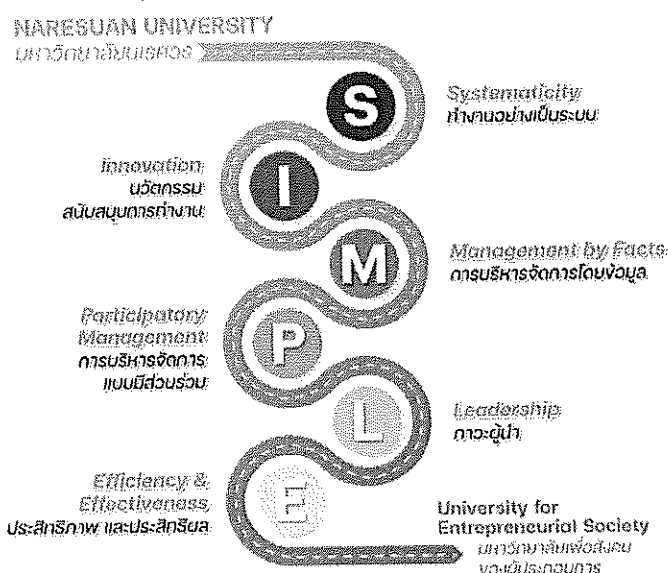 NARESUAN UNIVERSITY
มหาวิทยาลัยนเรศวร
S
Systematicity
ทำงานอย่างเป็นระบบ
Innovation
นวัตกรรม
สนับสนุนการทำงาน
I
M
Management by Facts
การบริหารจัดการโดยข้อมูล
Participatory
Management
การบริหารจัดการ
แบบมีส่วนร่วม
P
L
Leadership
ภาวะผู้นำ
Efficiency &
Effectiveness
ประสิทธิภาพ และประสิทธิผล
E
University for
Entrepreneurial Society
มหาวิทยาลัยเพื่อสังคม
ของผู้ประกอบการ